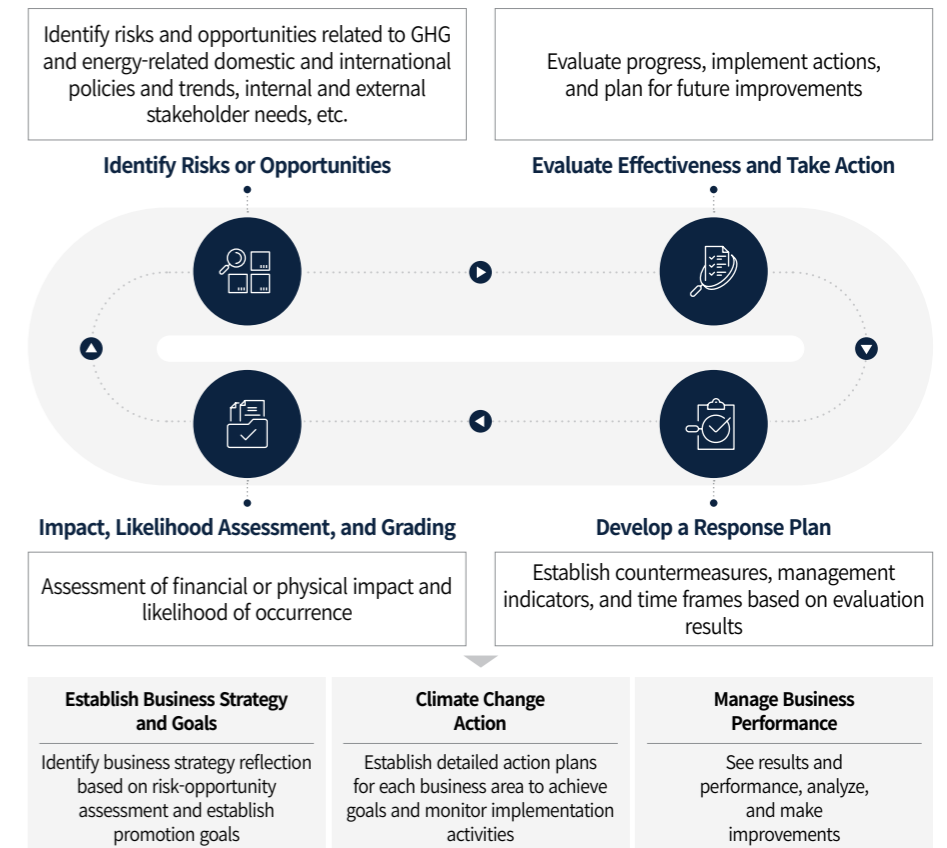 Identify risks and opportunities related to GHG
and energy-related domestic and international
policies and trends, internal and external
stakeholder needs, etc.
Evaluate progress, implement actions,
and plan for future improvements
Identify Risks or Opportunities
Evaluate Effectiveness and Take Action
Impact, Likelihood Assessment, and Grading
Develop a Response Plan
Assessment of financial or physical impact and
likelihood of occurrence
Establish countermeasures, management
indicators, and time frames based on evaluation
results
Establish Business Strategy
and Goals
Identify business strategy reflection
based on risk-opportunity
assessment and establish
promotion goals
Climate Change
Action
Establish detailed action plans
for each business area to achieve
goals and monitor implementation
activities
Manage Business
Performance
See results and
performance, analyze,
and make
improvements